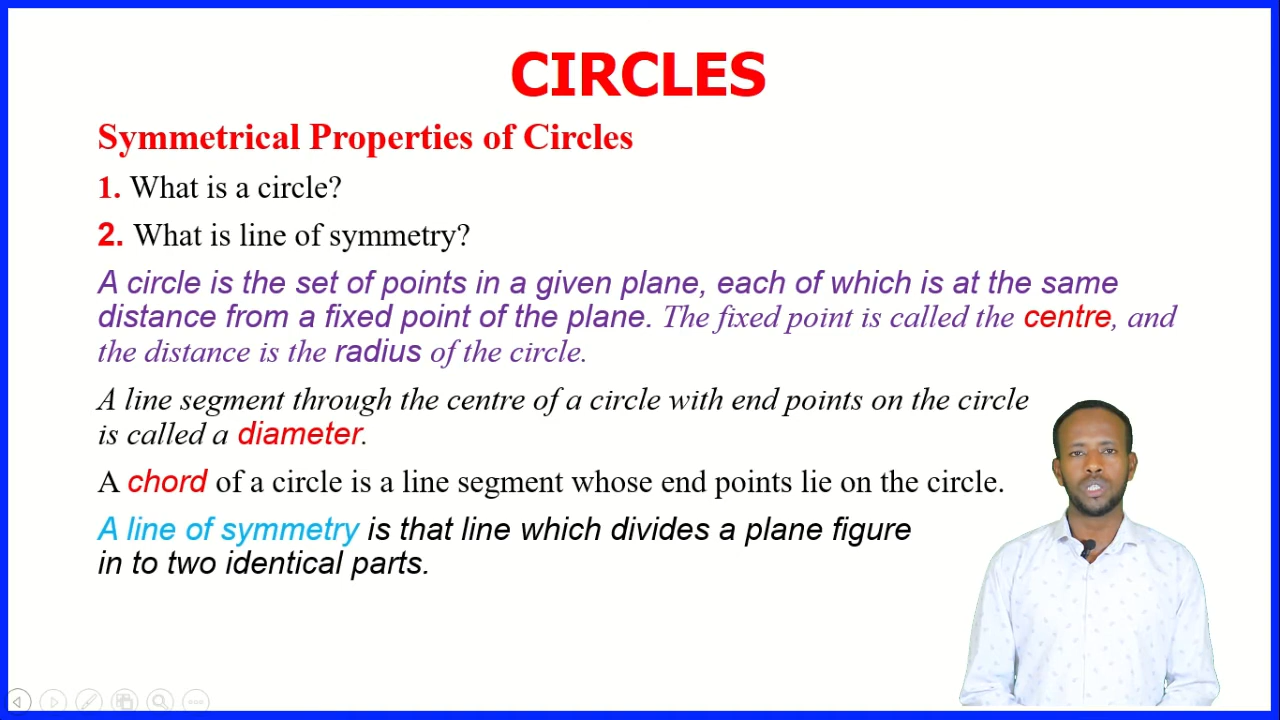 CIRCLES
Symmetrical Properties of Circles
1. What is a circle?
2. What is line of symmetry?
A circle is the set of points in a given plane, each of which is at the same
distance from a fixed point of the plane. The fixed point is called the centre, and
the distance is the radius of the circle.
A line segment through the centre of a circle with end points on the circle
is called a diameter.
A chord of a circle is a line segment whose end points lie on the circle.
A line of symmetry is that line which divides a plane figure
in to two identical parts.